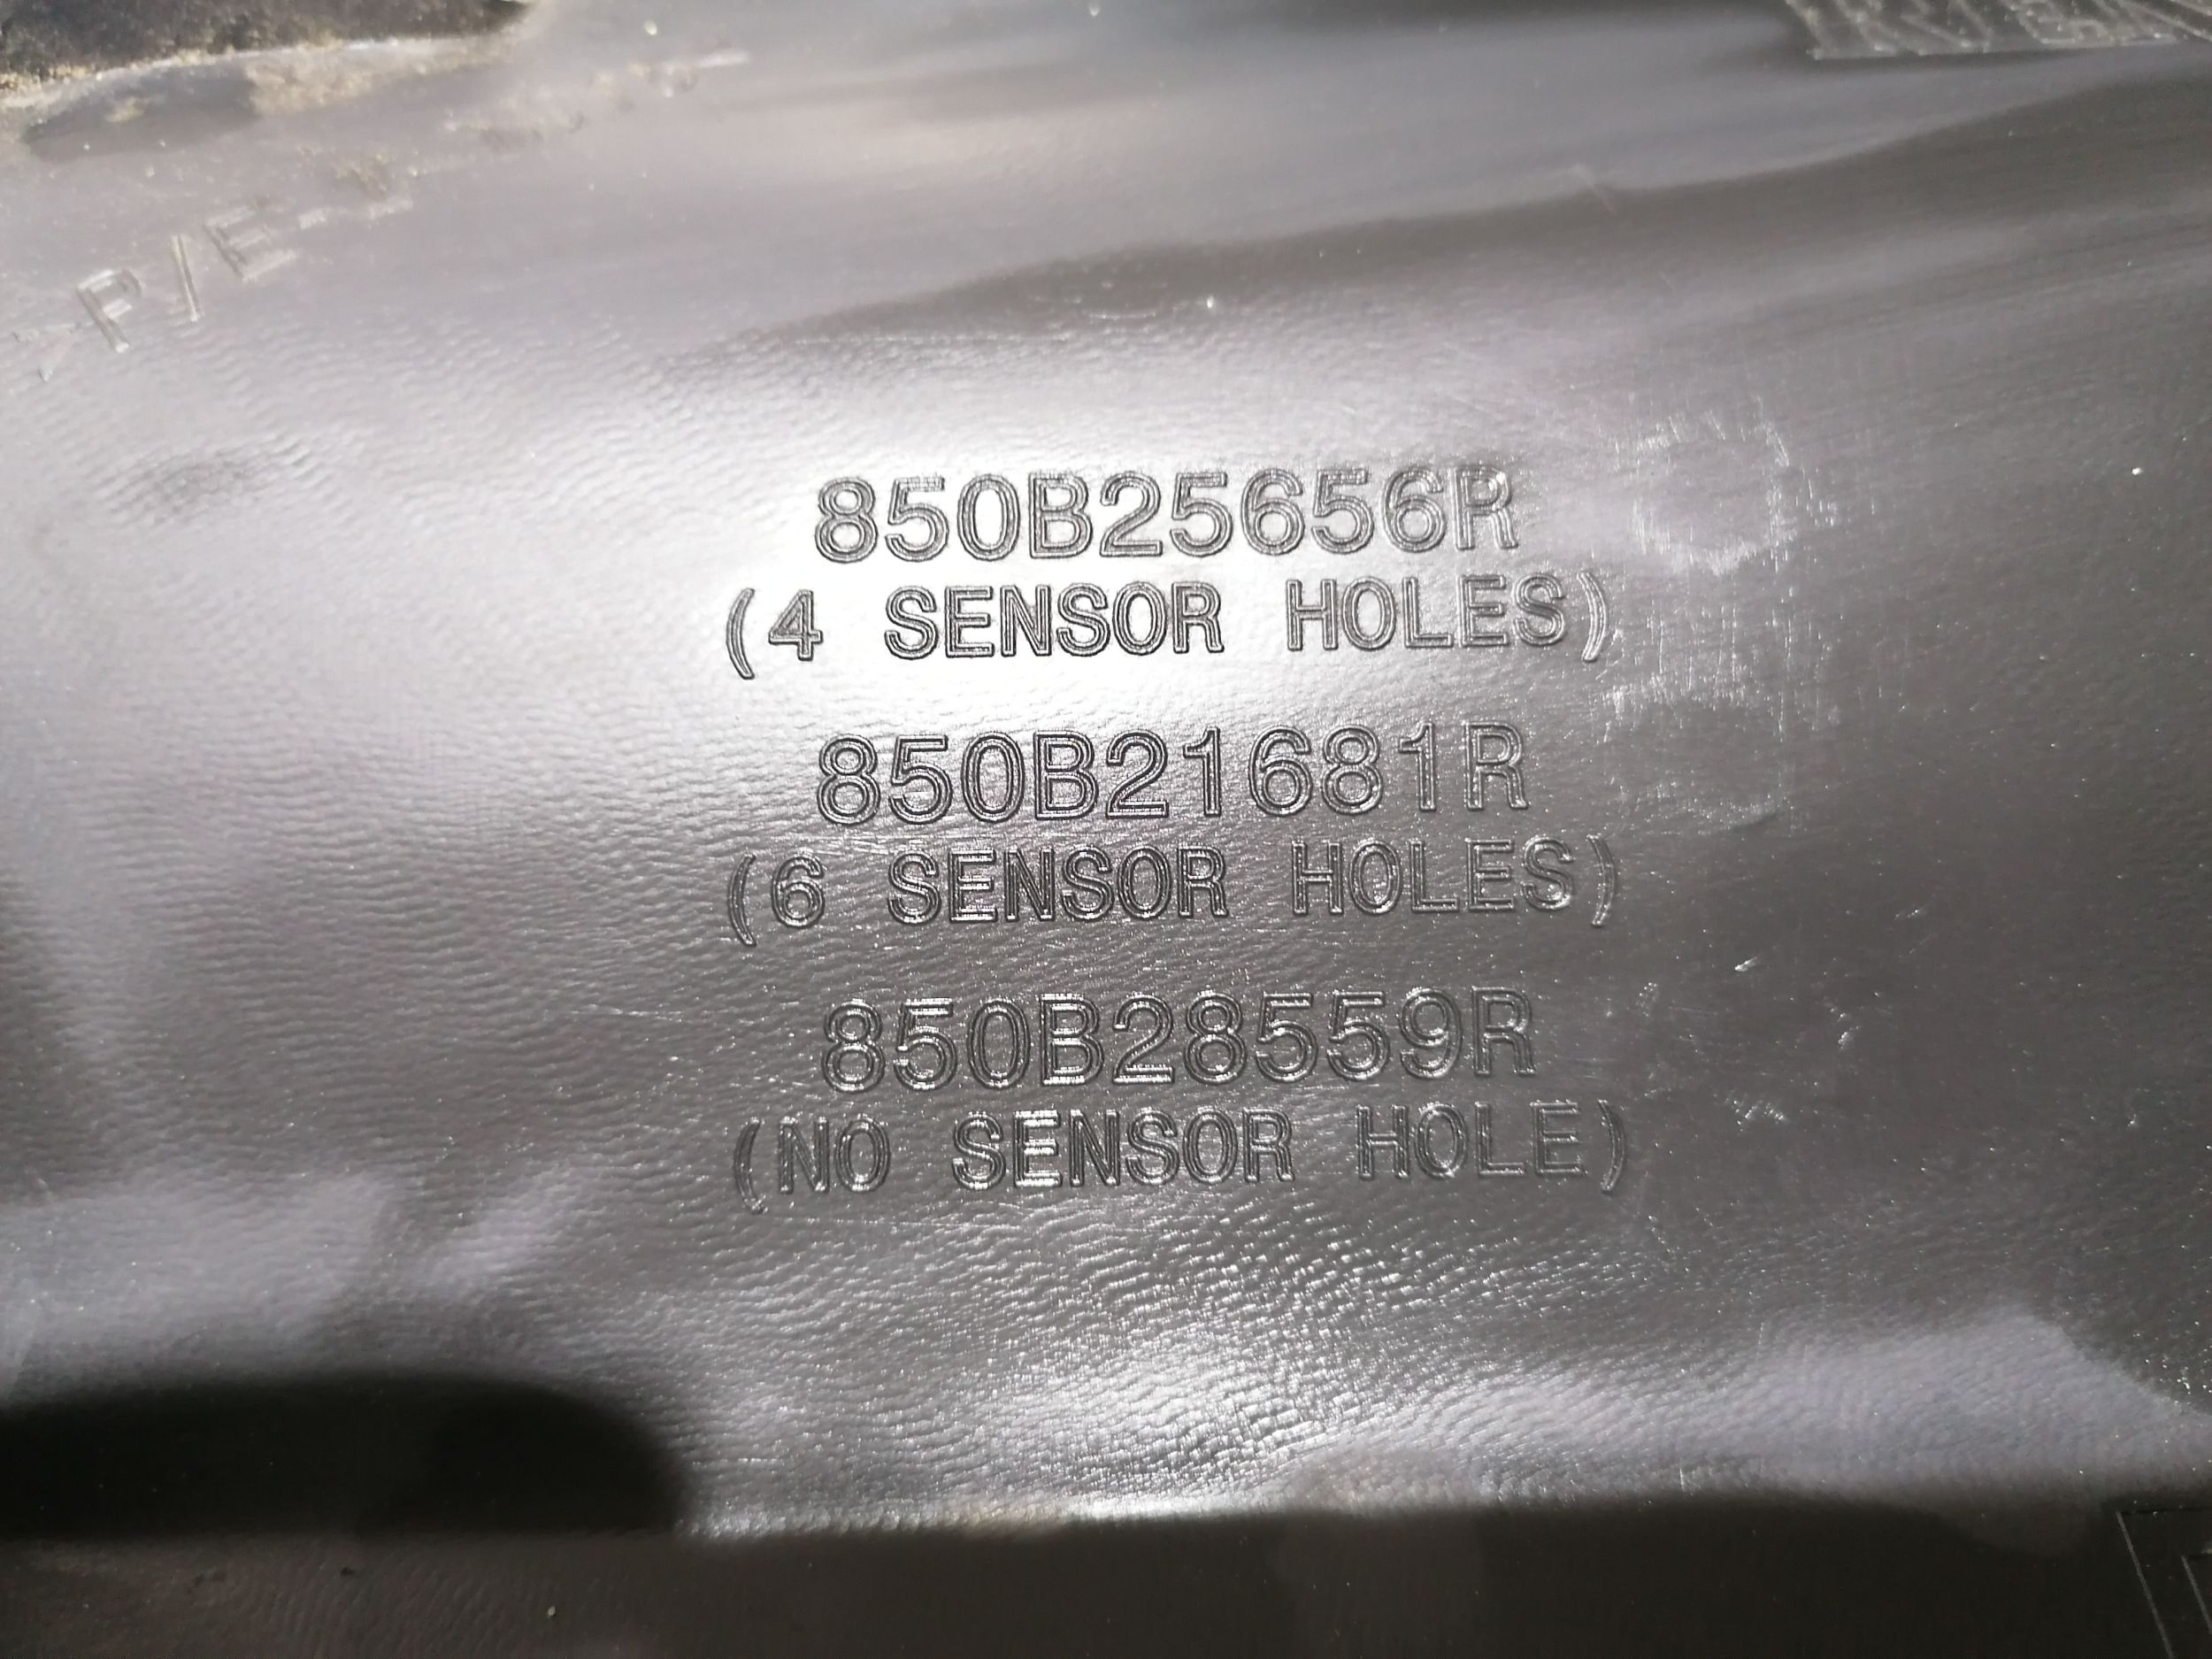 >P/E-
850B25656R
(4 SENSOR HOLES)
850B21681R
(6 SENSOR HOLES)
850B28559R
(NO SENSOR HOLE)